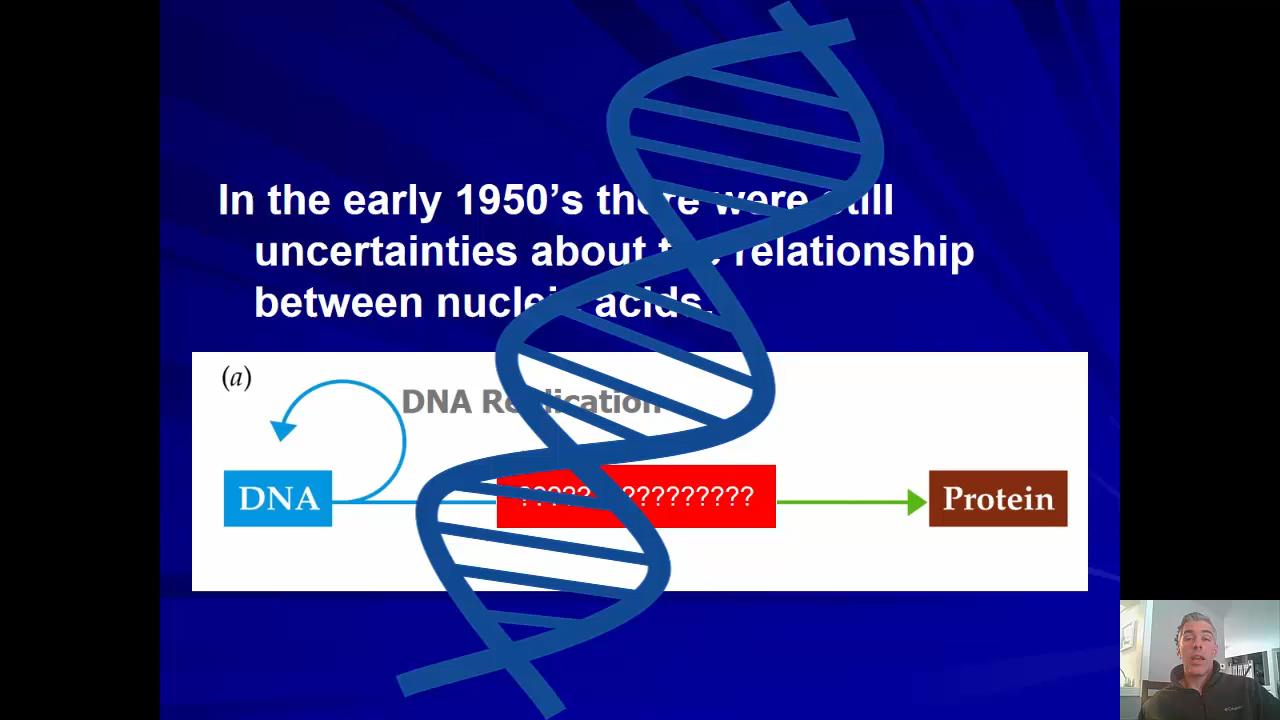 In the early 1950's there were still
uncertainties about the relationship
between nucleic acids.
(a)
DNA Replication
DNA
Protein